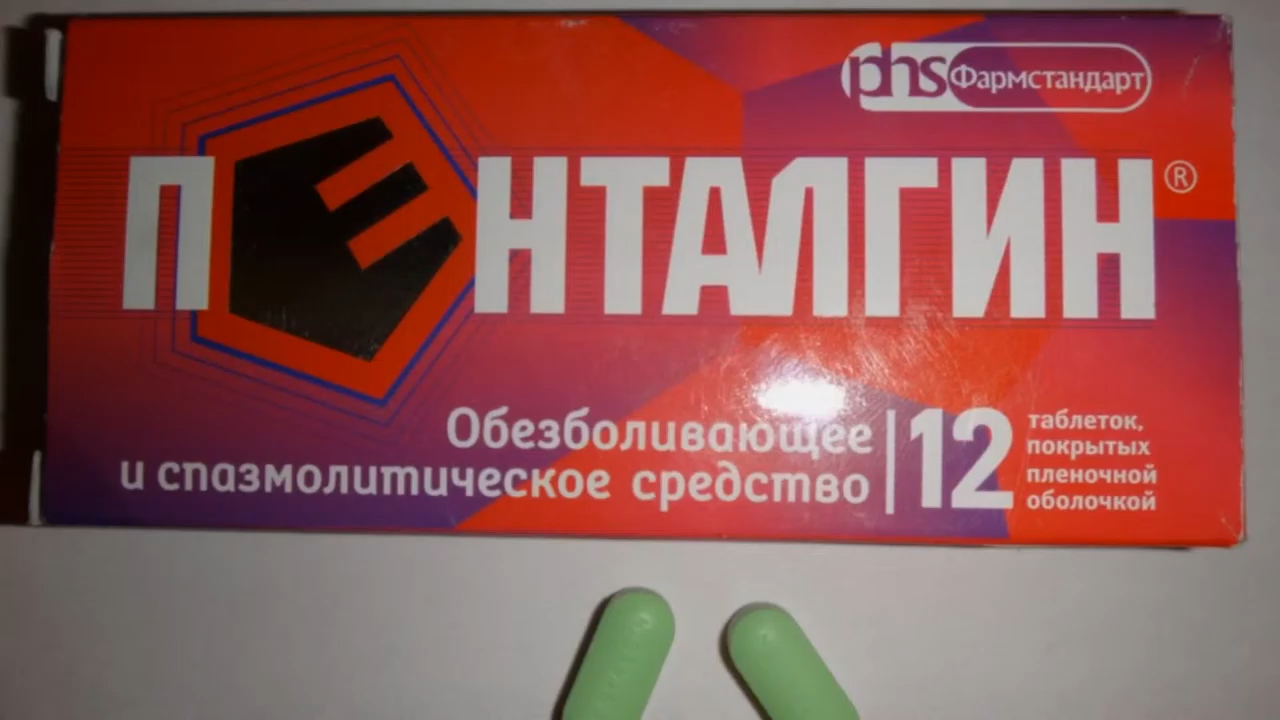 phs Фармстандарт
ПЕНТАЛГИН®
Обезболивающее
и спазмолитическое средство
12
таблеток,
покрытых
пленочной
оболочкой